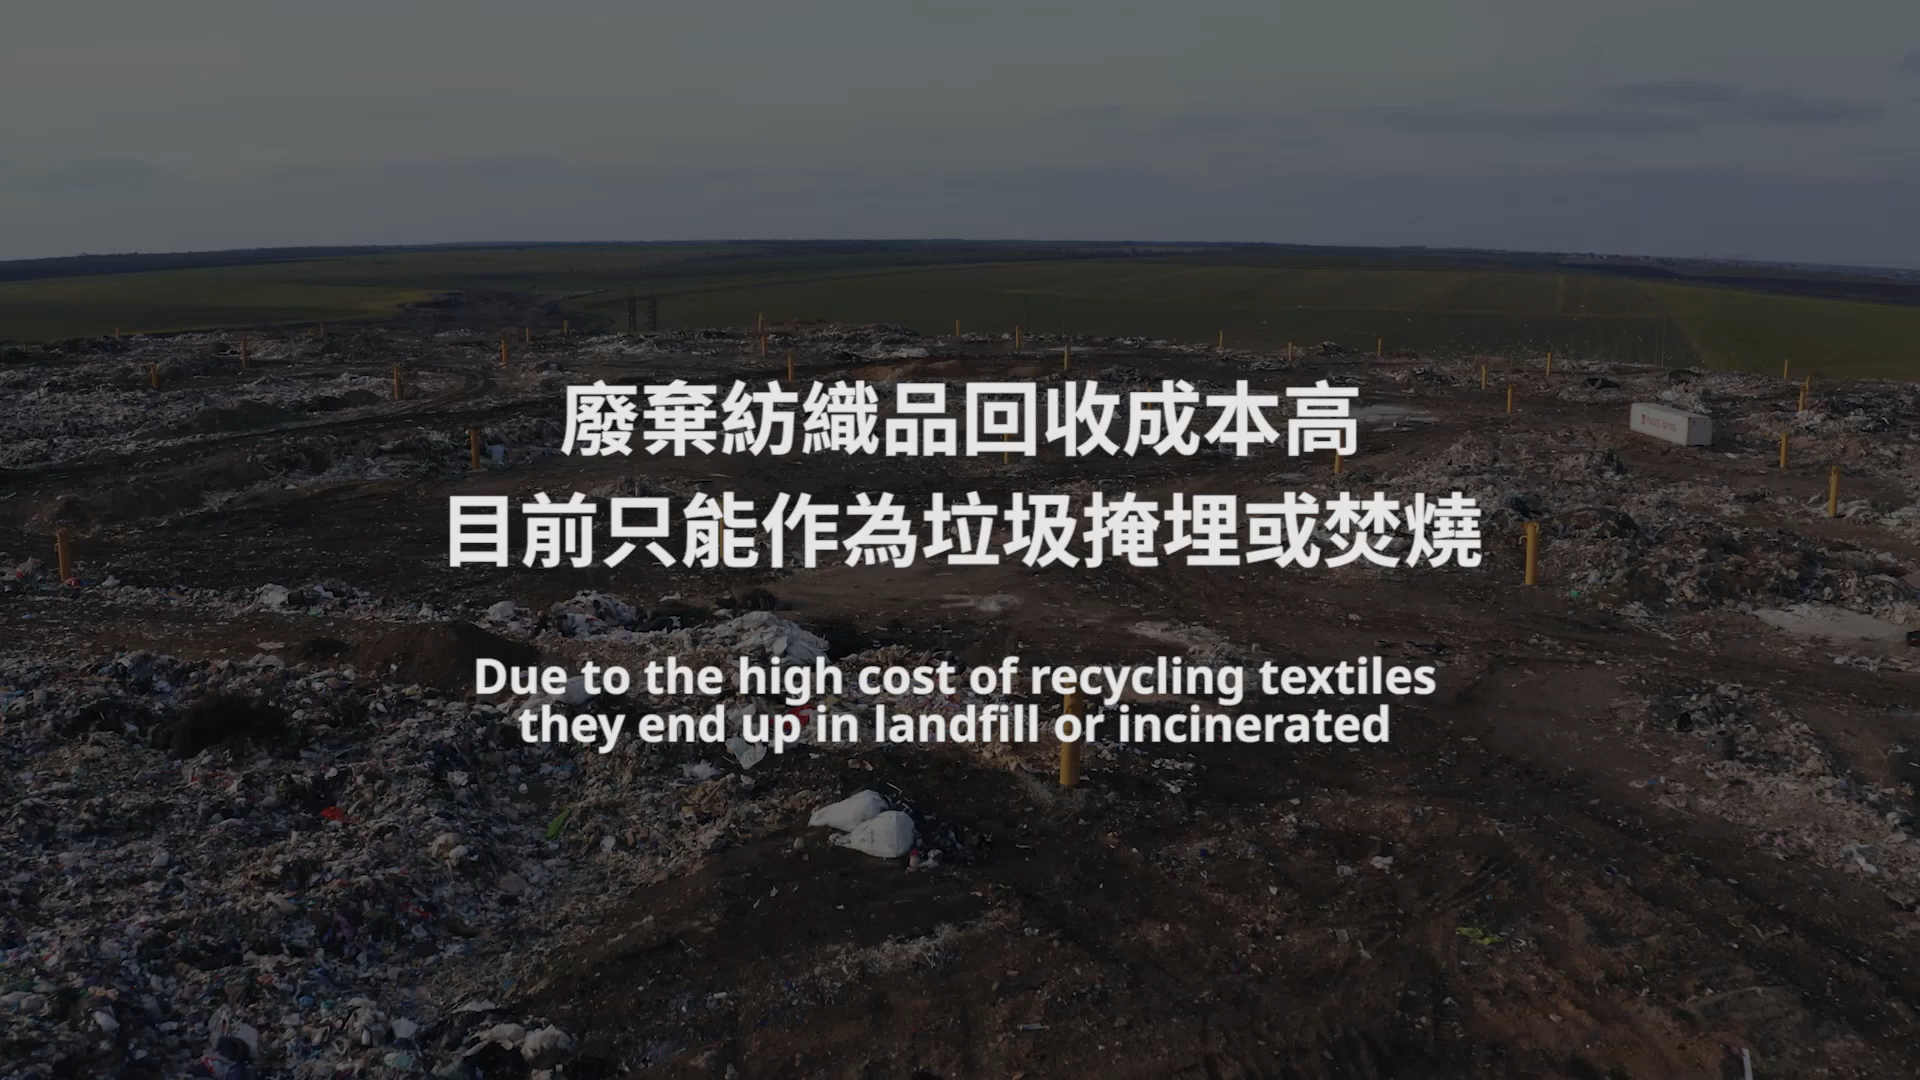 廢棄紡織品回收成本高
目前只能作為垃圾掩埋或焚燒
Due to the high cost of recycling textiles
they end up in landfill or incinerated